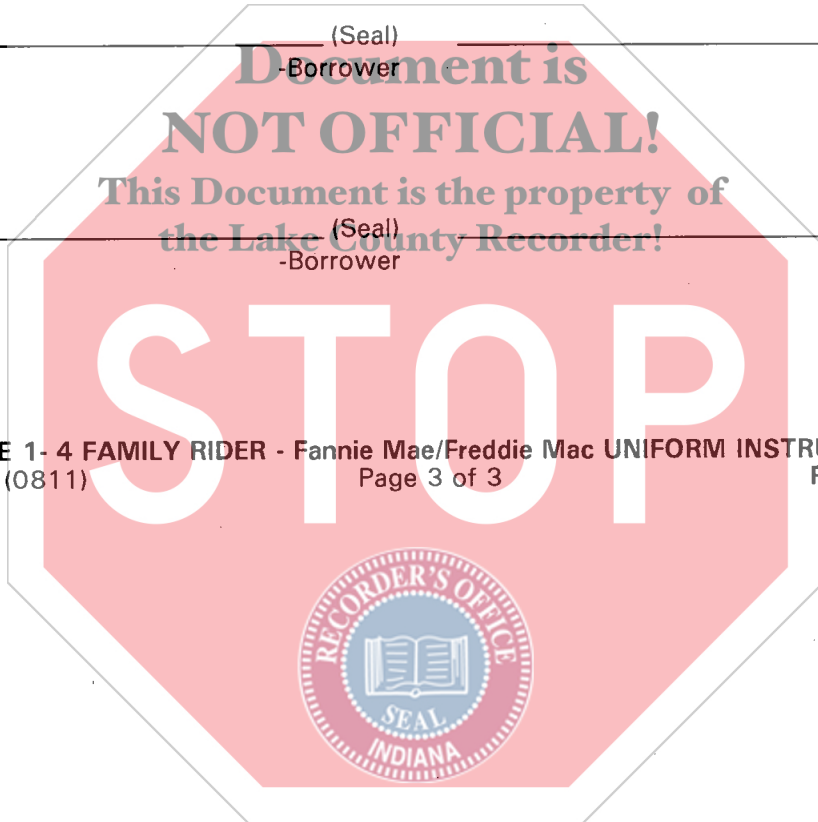 (Seal)
-Borrower
Document is
NOT OFFICIAL!
This Document is the property of
the Lake County Recorder!
(Seal)
-Borrower
STOP
E 1- 4 FAMILY RIDER - Fannie Mae/Freddie Mac UNIFORM INSTRU
(0811) Page 3 of 3 F
RECORDER'S OFFICE
SEAL
INDIANA